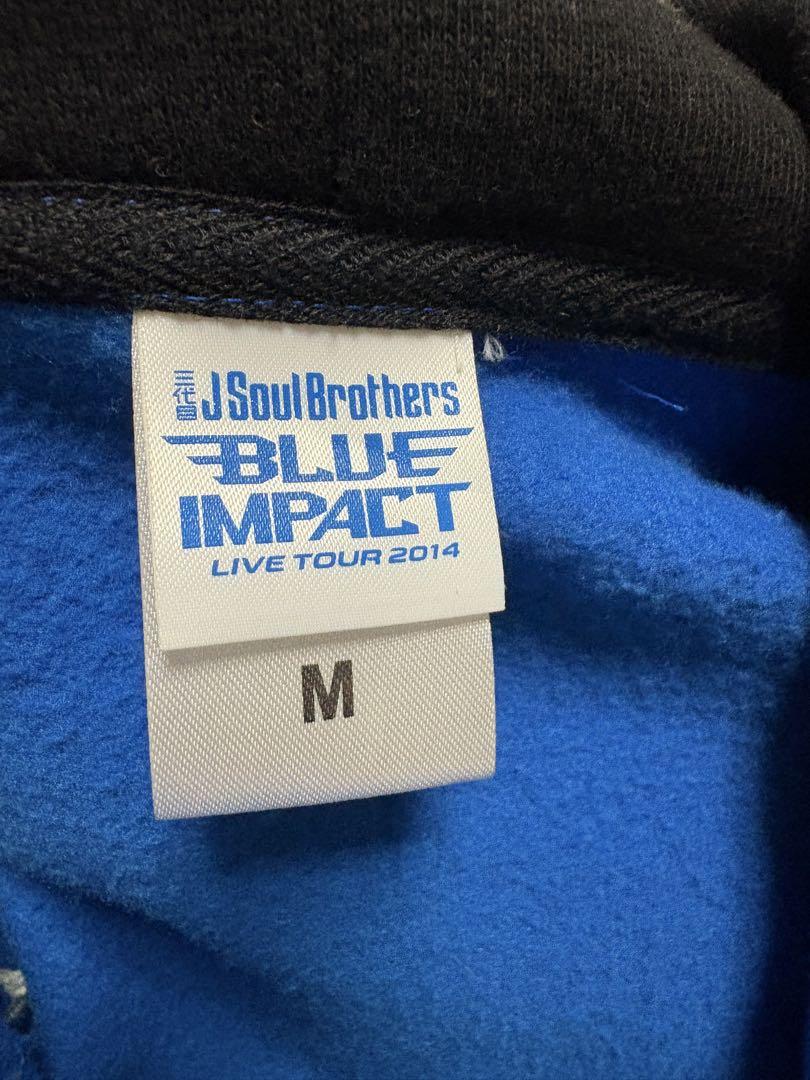 三代目 J Soul Brothers
BLUE
IMPACT
LIVE TOUR 2014
M